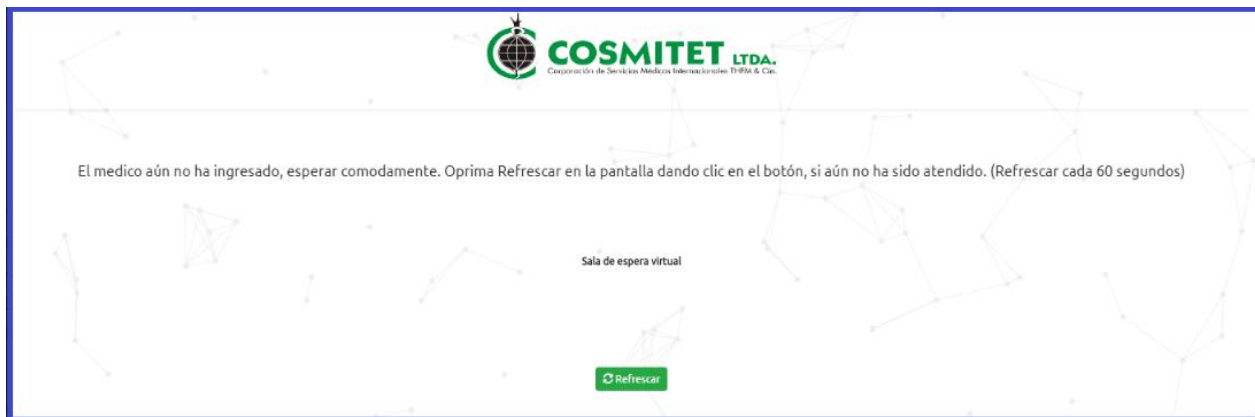 COSMITET LTDA.
Corporación de Servicios Médicos Internacionales THEM & Cia.
El medico aún no ha ingresado, esperar comodamente. Oprima Refrescar en la pantalla dando clic en el botón, si aún no ha sido atendido. (Refrescar cada 60 segundos)
Sala de espera virtual
Refrescar